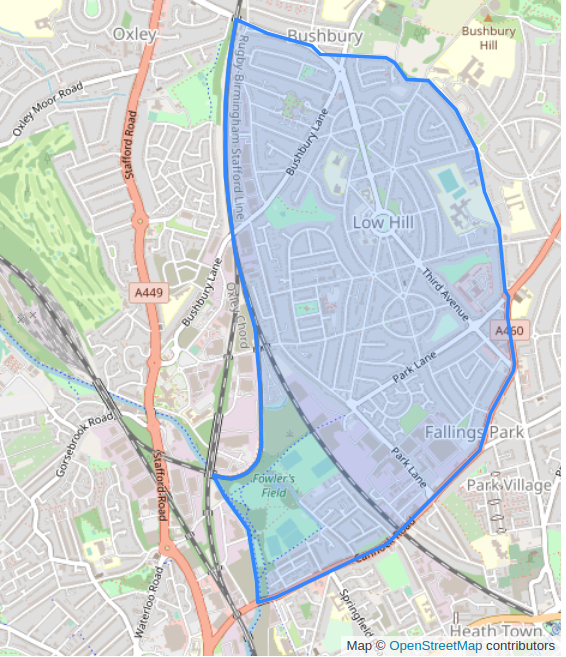 Oxley
Bushbury
Bushbury
Hill
Oxley Moor Road
Stafford Road
Rugby-Birmingham-Stafford Line
Bushbury Lane
Low Hill
Bushbury Lane
Third Avenue
A449
Oxley Chord
A460
Park Lane
Gorsebrook Road
Fallings Park
Park Lane
Stafford Road
Fowler's
Field
Park Village
Cannock Road
Waterloo Road
Springfield
Heath Town
Map © OpenStreetMap contributors